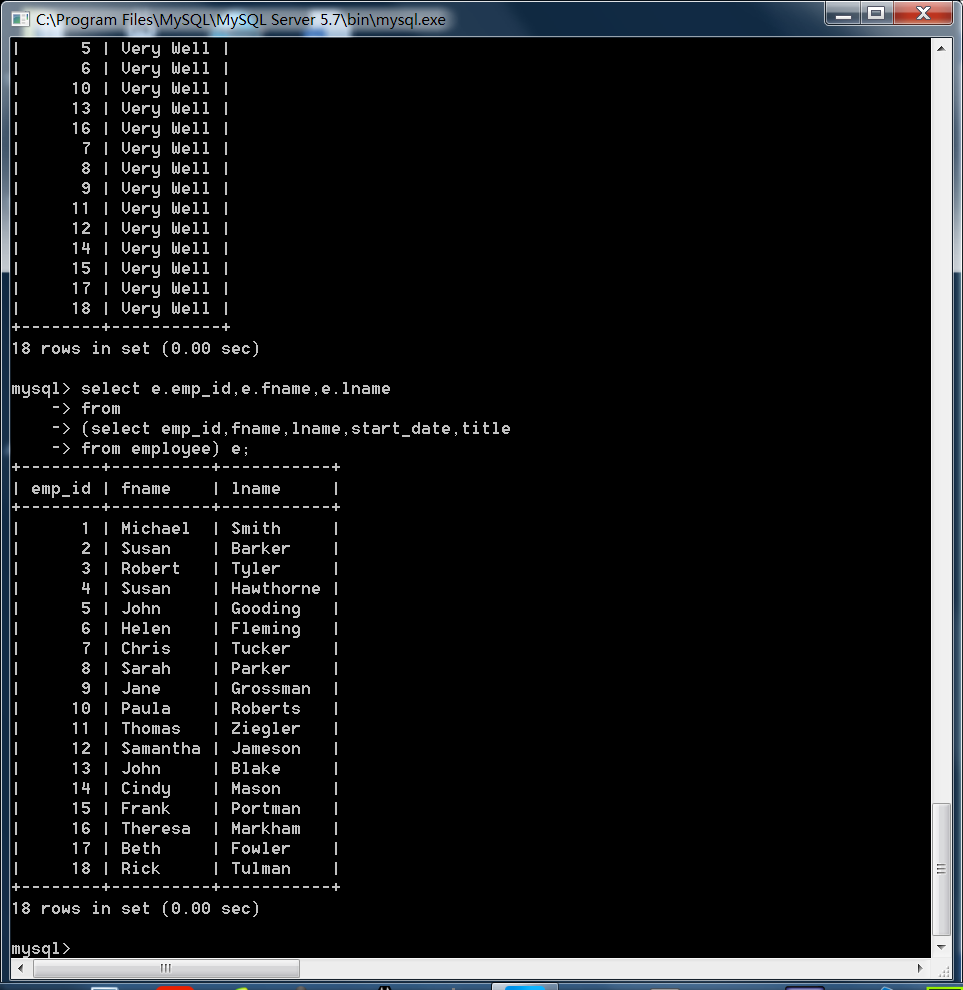 C:\Program Files\MySQL\MySQL Server 5.7\bin\mysql.exe
|      5 | Very Well |
|      6 | Very Well |
|     10 | Very Well |
|     13 | Very Well |
|     16 | Very Well |
|      7 | Very Well |
|      8 | Very Well |
|      9 | Very Well |
|     11 | Very Well |
|     12 | Very Well |
|     14 | Very Well |
|     15 | Very Well |
|     17 | Very Well |
|     18 | Very Well |
+--------+-----------+
18 rows in set (0.00 sec)
mysql> select e.emp_id,e.fname,e.lname
    -> from
    -> (select emp_id,fname,lname,start_date,title
    -> from employee) e;
+--------+----------+-----------+
| emp_id | fname    | lname     |
+--------+----------+-----------+
|      1 | Michael  | Smith     |
|      2 | Susan    | Barker    |
|      3 | Robert   | Tyler     |
|      4 | Susan    | Hawthorne |
|      5 | John     | Gooding   |
|      6 | Helen    | Fleming   |
|      7 | Chris    | Tucker    |
|      8 | Sarah    | Parker    |
|      9 | Jane     | Grossman  |
|     10 | Paula    | Roberts   |
|     11 | Thomas   | Ziegler   |
|     12 | Samantha | Jameson   |
|     13 | John     | Blake     |
|     14 | Cindy    | Mason     |
|     15 | Frank    | Portman   |
|     16 | Theresa  | Markham   |
|     17 | Beth     | Fowler    |
|     18 | Rick     | Tulman    |
+--------+----------+-----------+
18 rows in set (0.00 sec)
mysql>